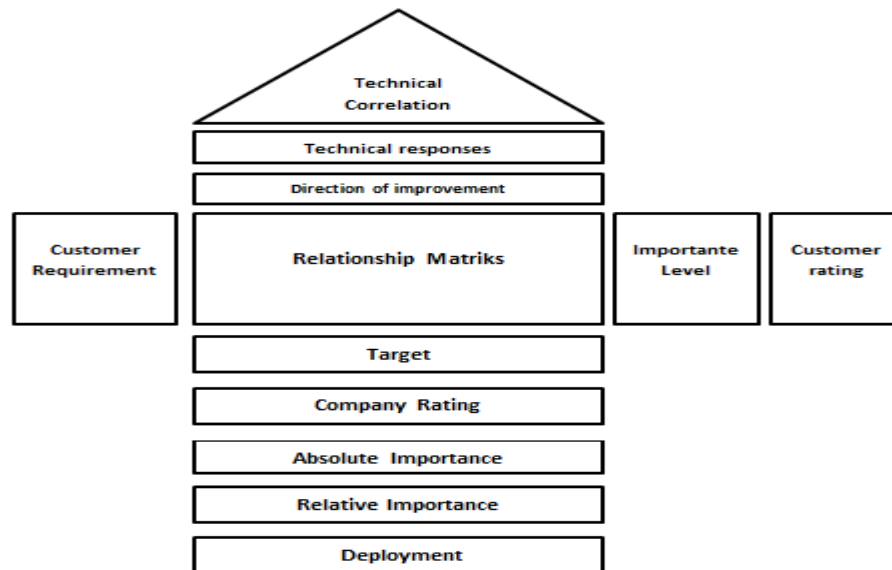 Technical
Correlation
Technical responses
Direction of improvement
Customer
Requirement
Relationship Matriks
Importante
Level
Customer
rating
Target
Company Rating
Absolute Importance
Relative Importance
Deployment